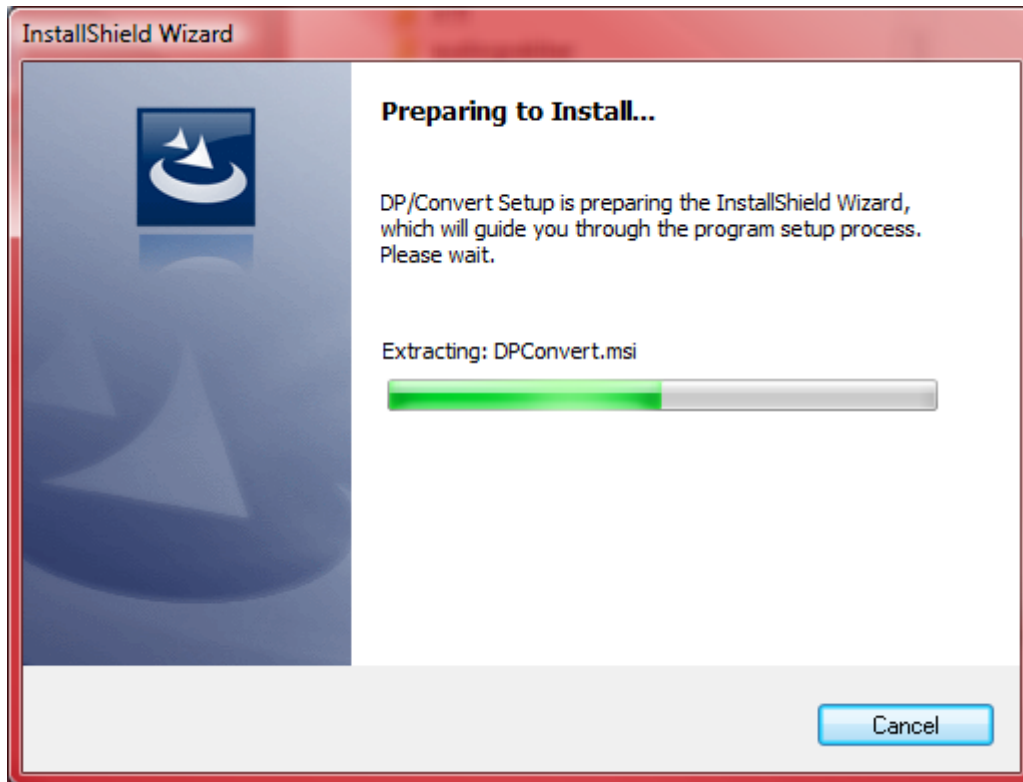 InstallShield Wizard
Preparing to Install...
DP/Convert Setup is preparing the InstallShield Wizard,
which will guide you through the program setup process.
Please wait.
Extracting: DPConvert.msi
Cancel